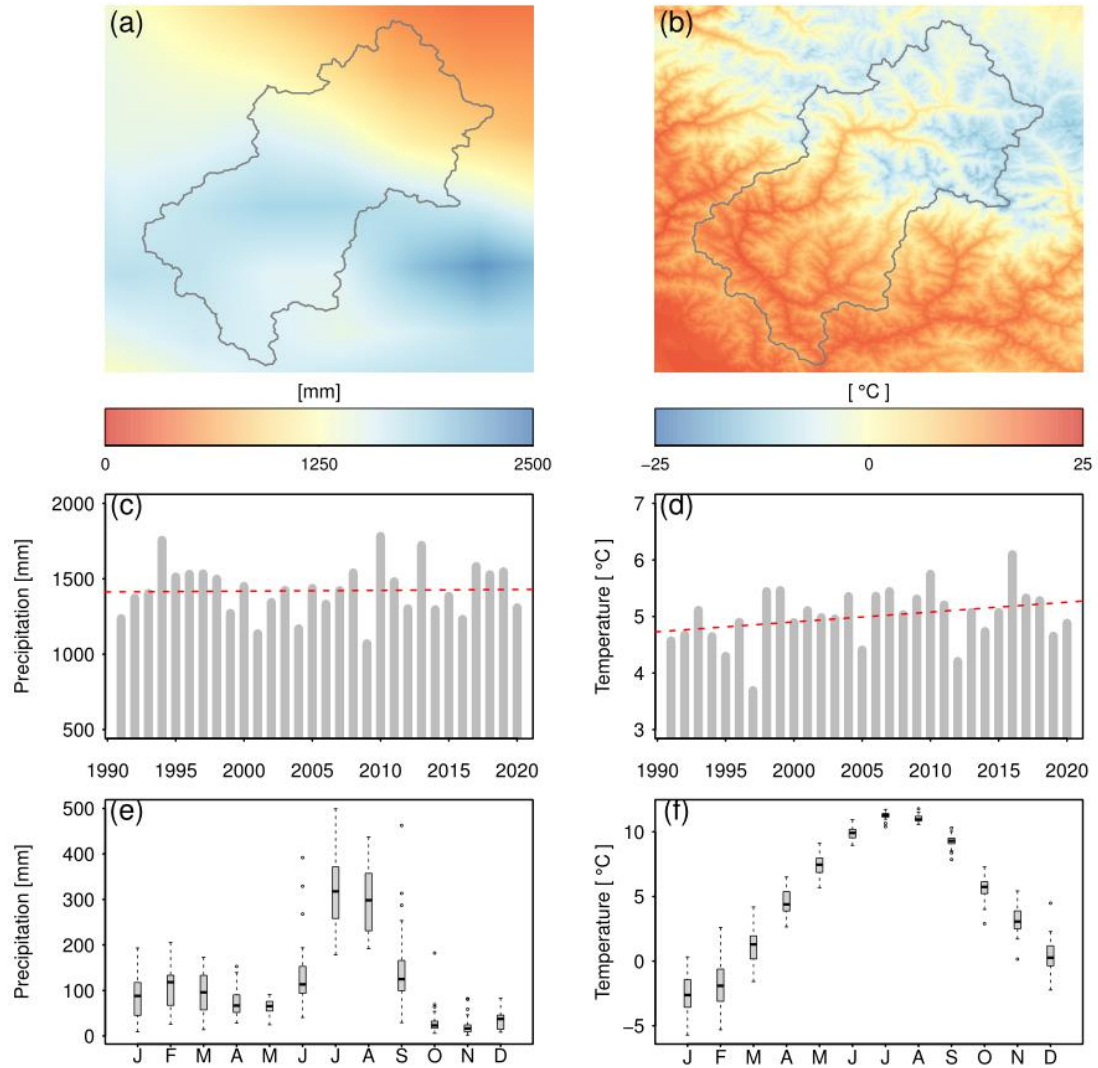 (a)
(b)
[mm]
[ °C ]
0 1250 2500
−25 0 25
(c)
Precipitation [mm]
2000
1500
1000
500
1990 1995 2000 2005 2010 2015 2020
(d)
Temperature [ °C ]
7
6
5
4
3
1990 1995 2000 2005 2010 2015 2020
(e)
Precipitation [mm]
500
400
300
200
100
0
J F M A M J J A S O N D
(f)
Temperature [ °C ]
10
5
0
−5
J F M A M J J A S O N D